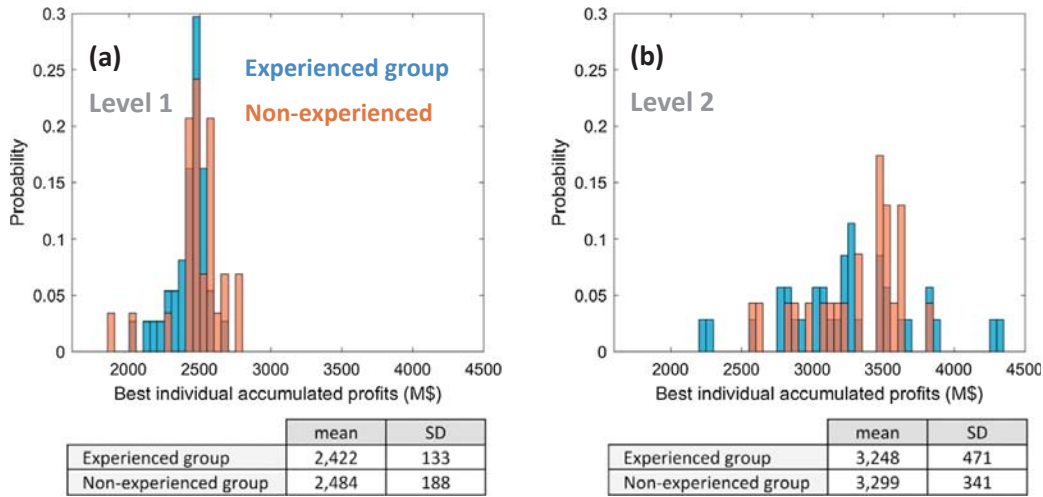 (a)
Level 1
Experienced group
Non-experienced
Probability
0.3
0.25
0.2
0.15
0.1
0.05
0
2000 2500 3000 3500 4000 4500
Best individual accumulated profits (M$)
mean SD
Experienced group 2,422 133
Non-experienced group 2,484 188
(b)
Level 2
Probability
0.3
0.25
0.2
0.15
0.1
0.05
0
2000 2500 3000 3500 4000 4500
Best individual accumulated profits (M$)
mean SD
Experienced group 3,248 471
Non-experienced group 3,299 341